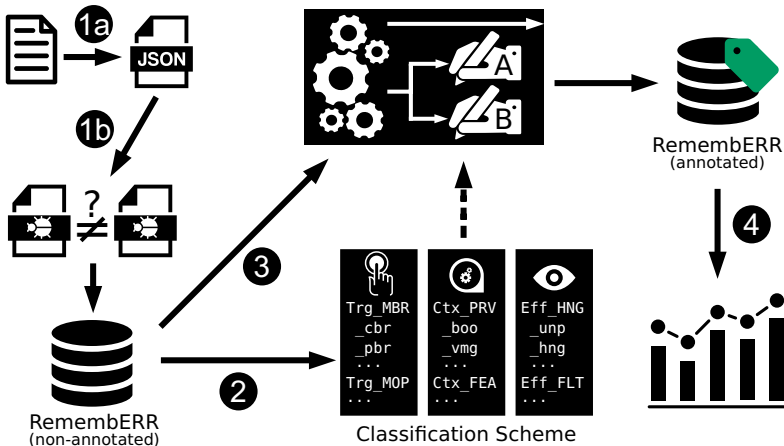 1a
JSON
1b
?
≠
A
B
RemembERR
(annotated)
3
4
2
Trg_MBR
_cbr
_pbr
...
Trg_MOP
...
Ctx_PRV
_boo
_vmg
...
Ctx_FEA
...
Eff_HNG
_unp
_hng
...
Eff_FLT
...
RemembERR
(non-annotated)
Classification Scheme